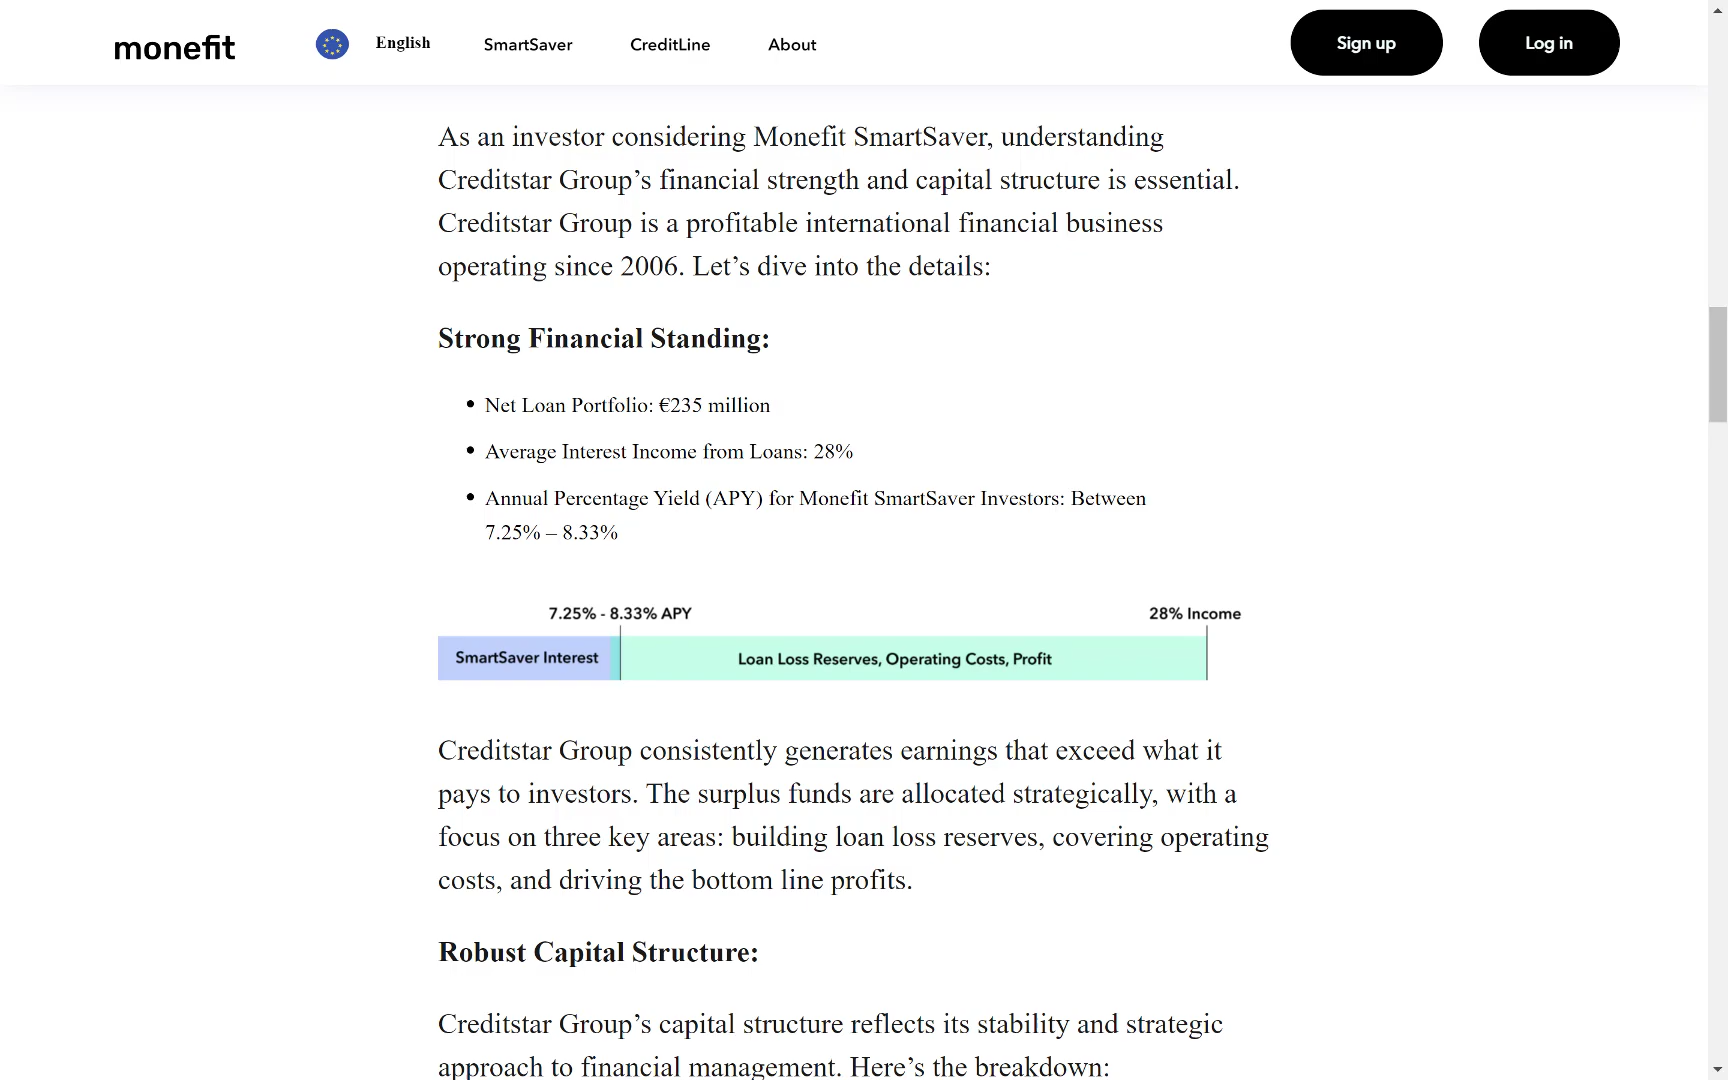 monefit
English
SmartSaver
CreditLine
About
Sign up
Log in
As an investor considering Monefit SmartSaver, understanding
Creditstar Group’s financial strength and capital structure is essential.
Creditstar Group is a profitable international financial business
operating since 2006. Let’s dive into the details:
Strong Financial Standing:
• Net Loan Portfolio: €235 million
• Average Interest Income from Loans: 28%
• Annual Percentage Yield (APY) for Monefit SmartSaver Investors: Between
7.25% – 8.33%
7.25% - 8.33% APY
28% Income
SmartSaver Interest
Loan Loss Reserves, Operating Costs, Profit
Creditstar Group consistently generates earnings that exceed what it
pays to investors. The surplus funds are allocated strategically, with a
focus on three key areas: building loan loss reserves, covering operating
costs, and driving the bottom line profits.
Robust Capital Structure:
Creditstar Group’s capital structure reflects its stability and strategic
approach to financial management. Here’s the breakdown: